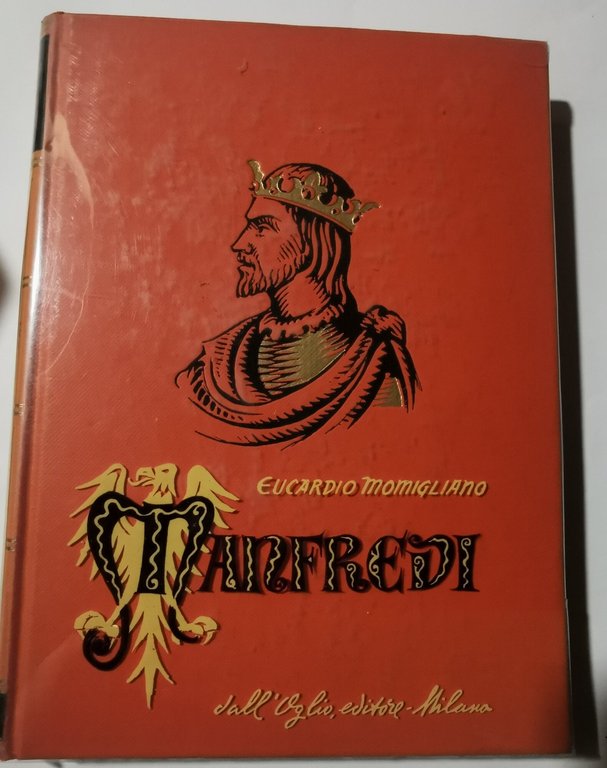 EUCARDIO MOMIGLIANO
MANFREDI
dall'Oglio, editore - Milano